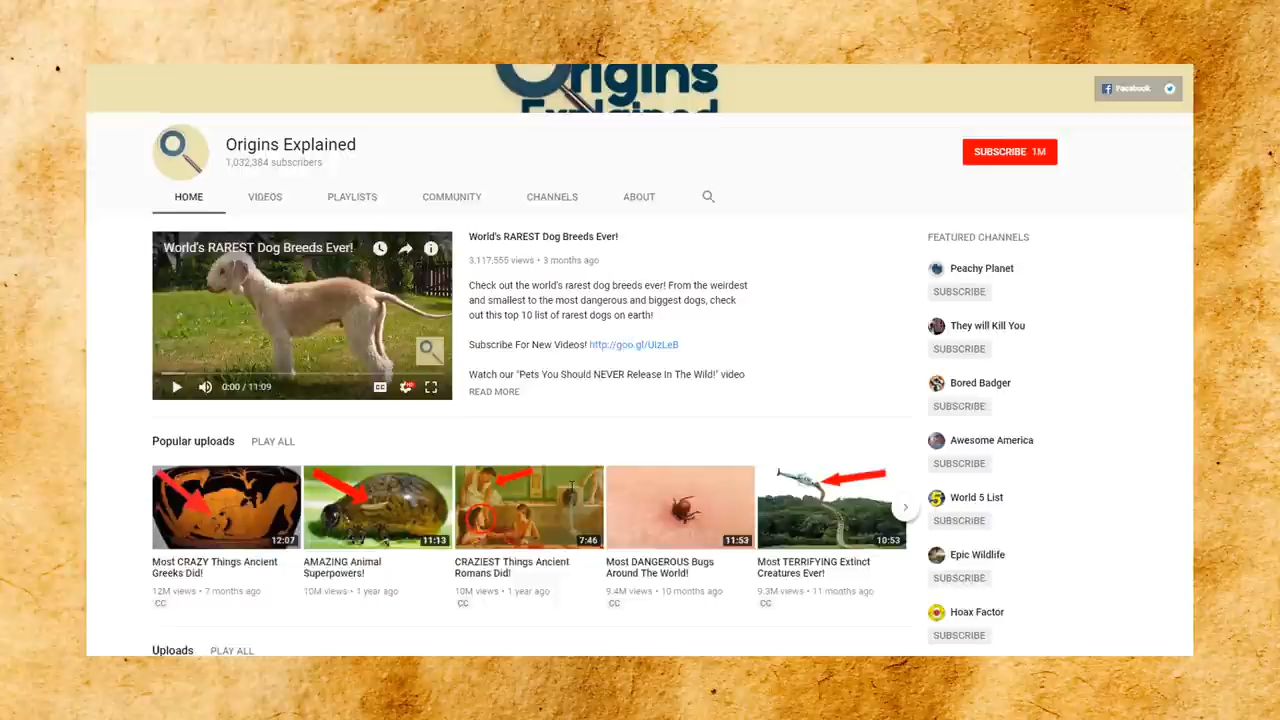 Origins
Explained
Facebook
Origins Explained
1,032,384 subscribers
SUBSCRIBE 1M
HOME VIDEOS PLAYLISTS COMMUNITY CHANNELS ABOUT
World's RAREST Dog Breeds Ever!
0:00 / 11:09
CC
HD
World's RAREST Dog Breeds Ever!
3,117,555 views • 3 months ago
Check out the world's rarest dog breeds ever! From the weirdest
and smallest to the most dangerous and biggest dogs, check
out this top 10 list of rarest dogs on earth!
Subscribe For New Videos! http://goo.gl/UIzLeB
Watch our "Pets You Should NEVER Release In The Wild!" video
READ MORE
Popular uploads PLAY ALL
12:07
Most CRAZY Things Ancient
Greeks Did!
12M views • 7 months ago
CC
11:13
AMAZING Animal
Superpowers!
10M views • 1 year ago
7:46
CRAZIEST Things Ancient
Romans Did!
10M views • 1 year ago
CC
11:53
Most DANGEROUS Bugs
Around The World!
9.4M views • 10 months ago
CC
10:53
Most TERRIFYING Extinct
Creatures Ever!
9.3M views • 11 months ago
CC
Uploads PLAY ALL
FEATURED CHANNELS
Peachy Planet
SUBSCRIBE
They will Kill You
SUBSCRIBE
Bored Badger
SUBSCRIBE
Awesome America
SUBSCRIBE
5
World 5 List
SUBSCRIBE
Epic Wildlife
SUBSCRIBE
Hoax Factor
SUBSCRIBE